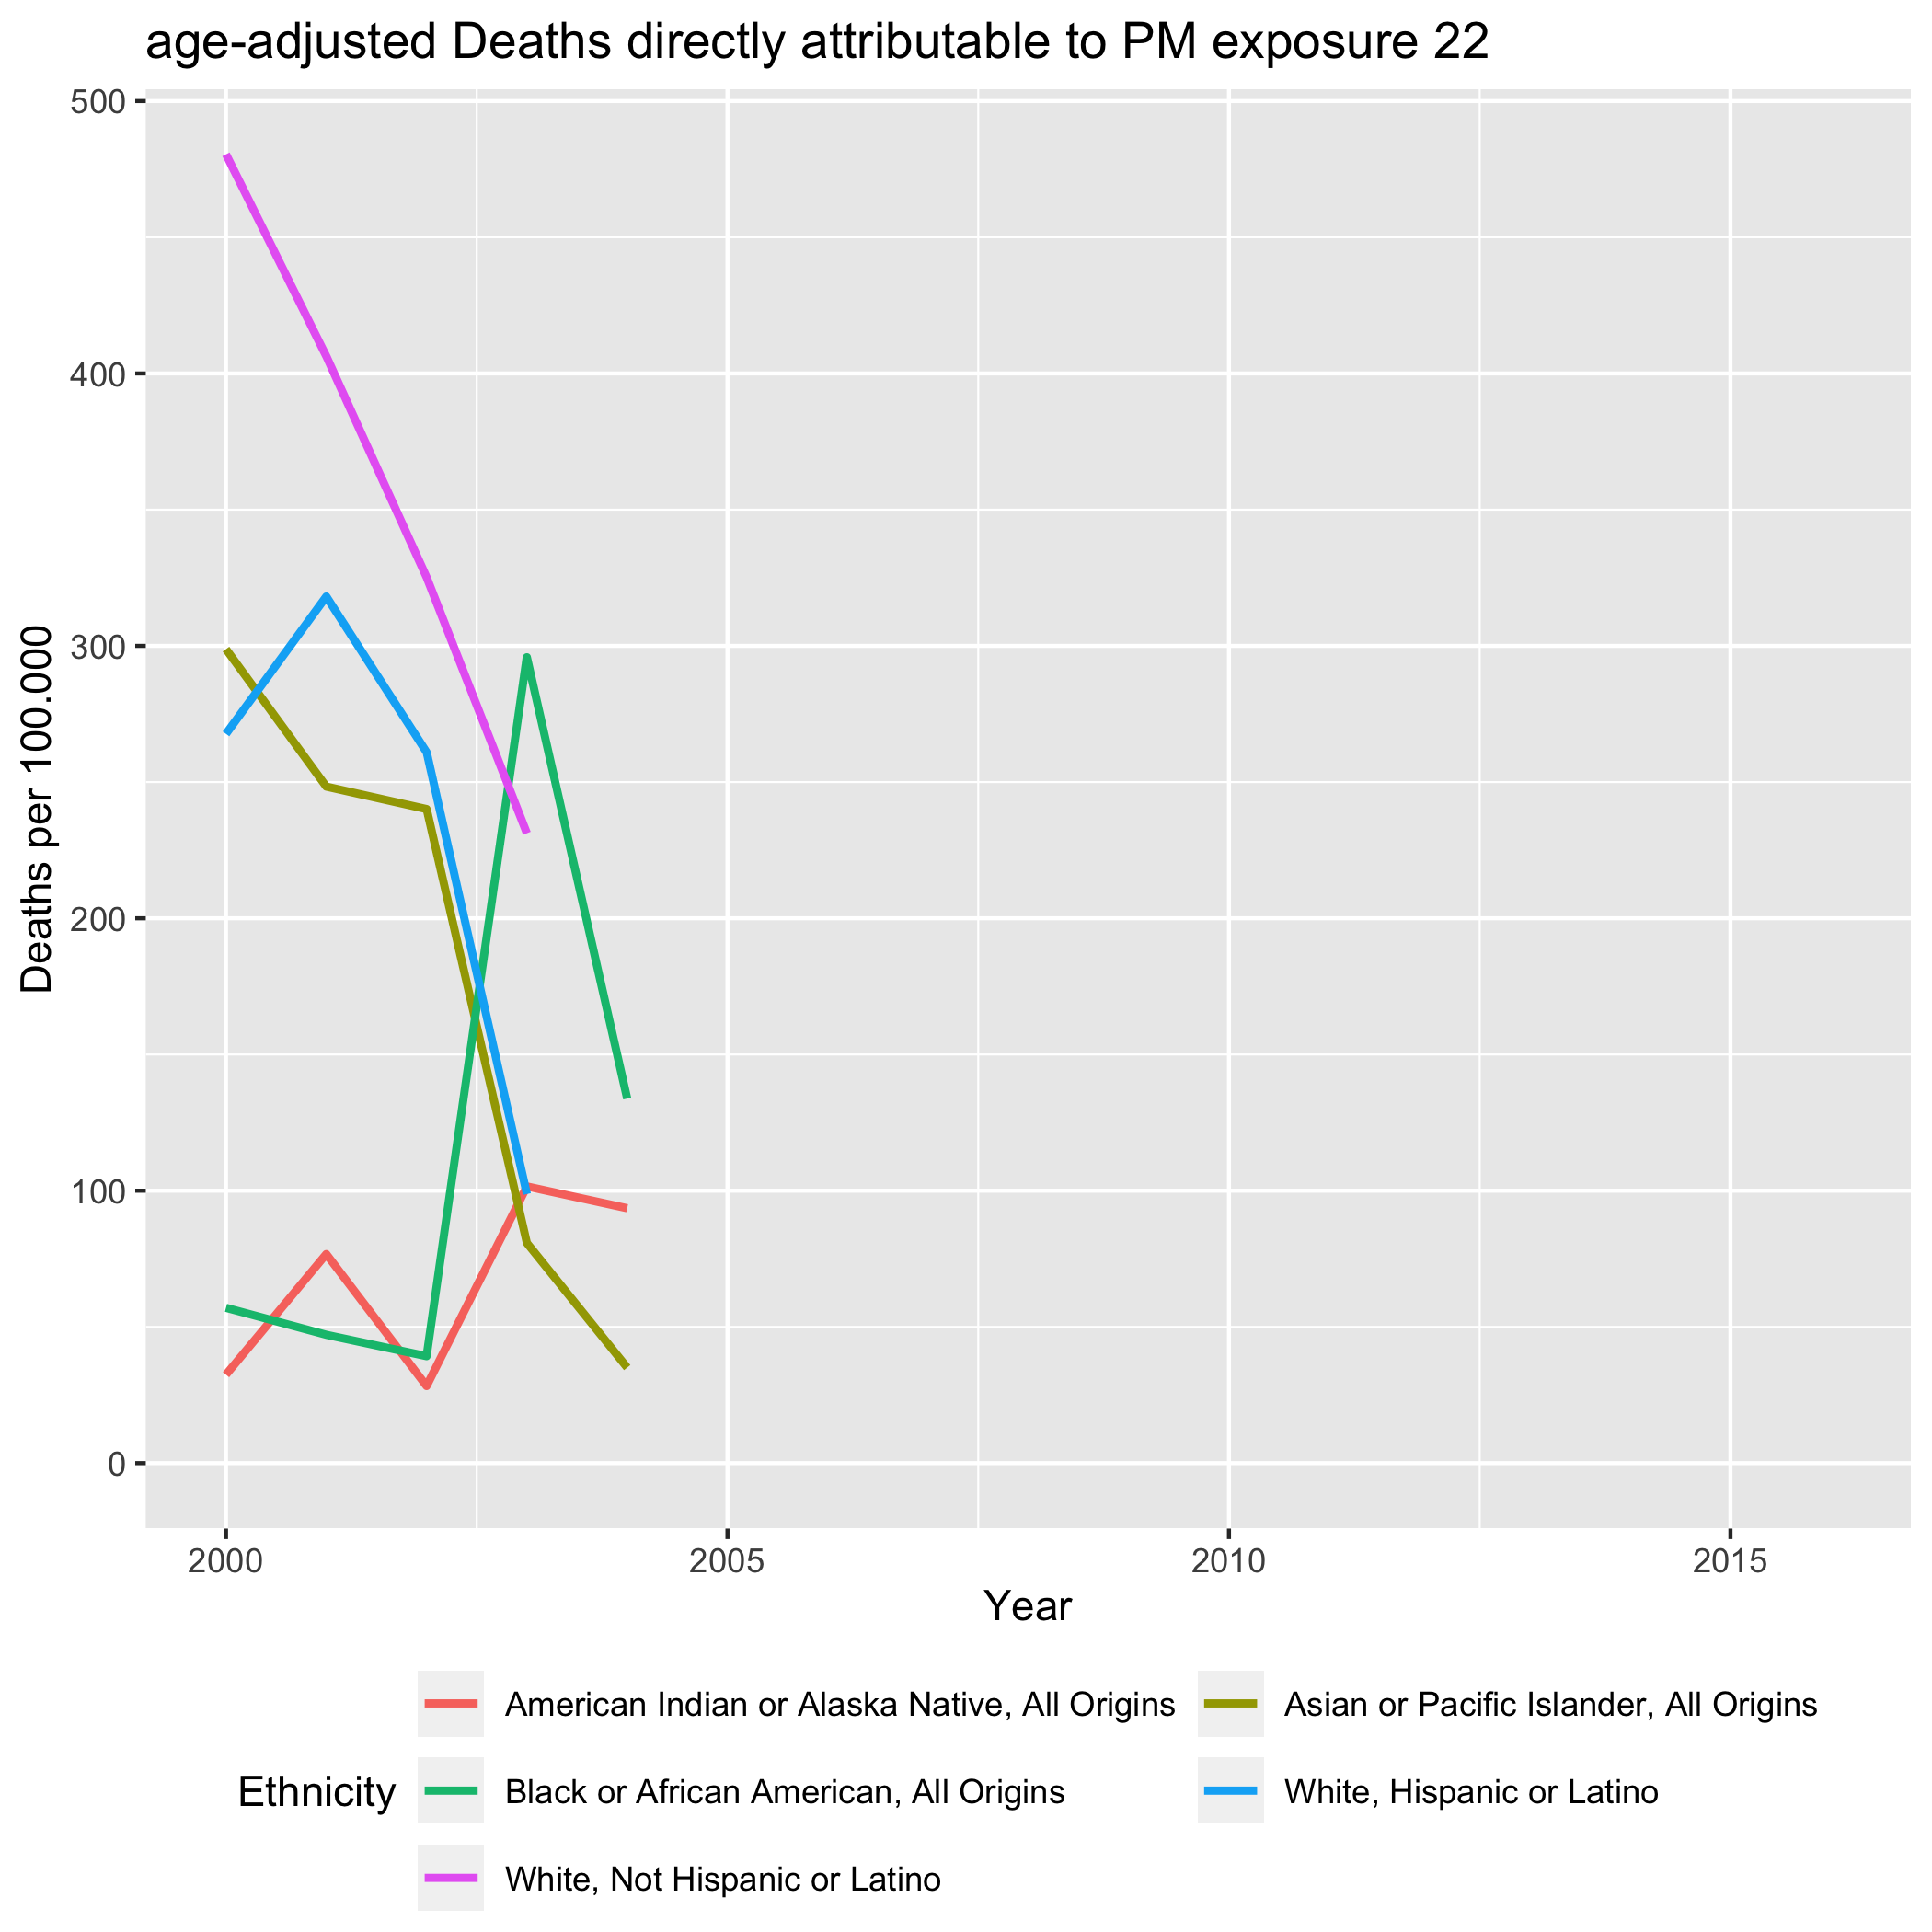 age-adjusted Deaths directly attributable to PM exposure 22
Deaths per 100.000
500
400
300
200
100
0
2000 2005 2010 2015
Year
Ethnicity
American Indian or Alaska Native, All Origins
Asian or Pacific Islander, All Origins
Black or African American, All Origins
White, Hispanic or Latino
White, Not Hispanic or Latino